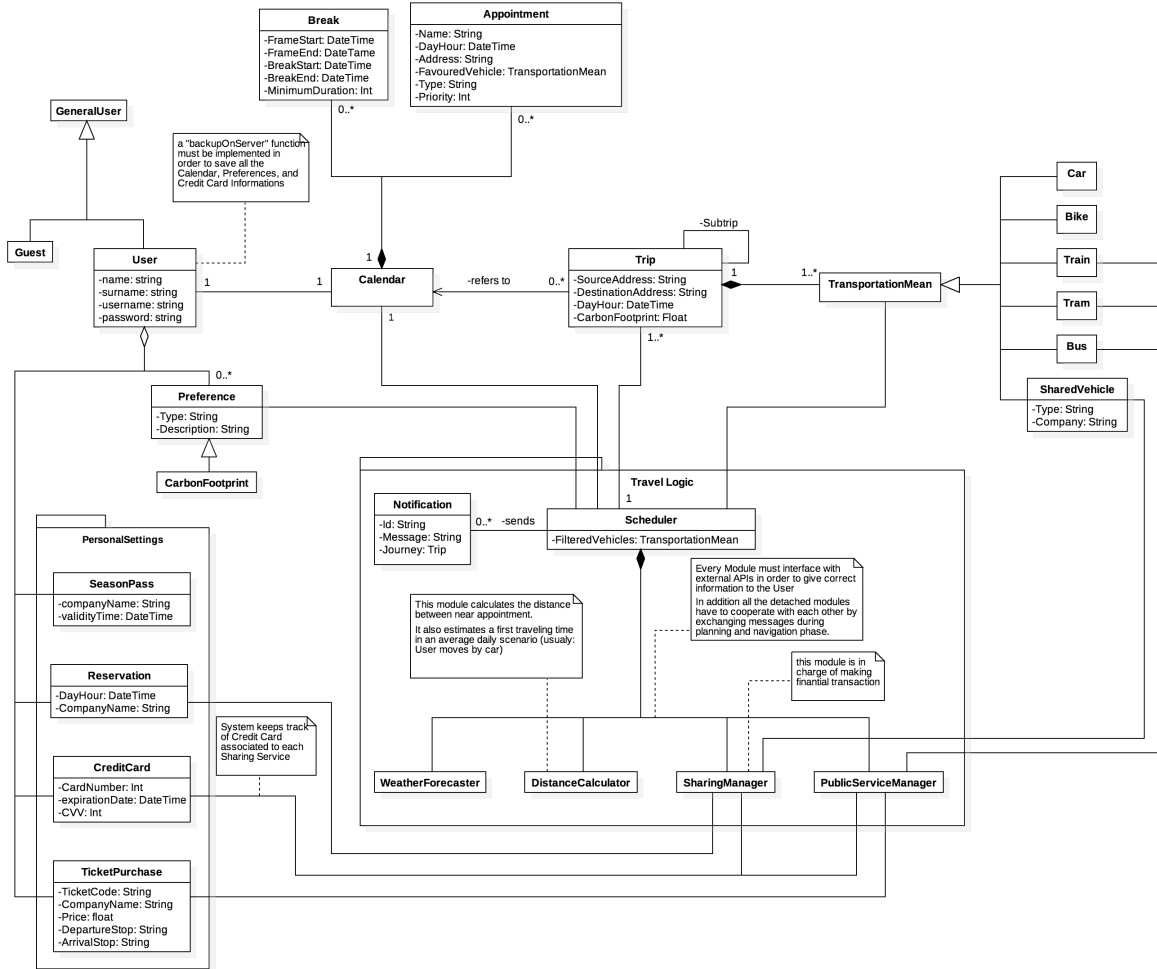 Break
-FrameStart: DateTime
-FrameEnd: DateTame
-BreakStart: DateTime
-BreakEnd: DateTime
-MinimumDuration: Int
0..*
Appointment
-Name: String
-DayHour: DateTime
-Address: String
-FavouredVehicle: TransportationMean
-Type: String
-Priority: Int
0..*
GeneralUser
a "backupOnServer" function
must be implemented in
order to save all the
Calendar, Preferences, and
Credit Card Informations
Guest
User
-name: string
-surname: string
-username: string
-password: string
1
1
1
Calendar
1
-refers to
0..*
-Subtrip
Trip
-SourceAddress: String
-DestinationAddress: String
-DayHour: DateTime
-CarbonFootprint: Float
1
1..*
1..*
TransportationMean
Car
Bike
Train
Tram
Bus
SharedVehicle
-Type: String
-Company: String
0..*
Preference
-Type: String
-Description: String
CarbonFootprint
Travel Logic
Notification
-Id: String
-Message: String
-Journey: Trip
0..*
-sends
1
Scheduler
-FilteredVehicles: TransportationMean
Every Module must interface with
external APIs in order to give correct
information to the User
In addition all the detached modules
have to cooperate with each other by
exchanging messages during
planning and navigation phase.
This module calculates the distance
between near appointment.
It also estimates a first traveling time
in an average daily scenario (usualy:
User moves by car)
this module is in
charge of making
finantial transaction
WeatherForecaster
DistanceCalculator
SharingManager
PublicServiceManager
PersonalSettings
SeasonPass
-companyName: String
-validityTime: DateTime
Reservation
-DayHour: DateTime
-CompanyName: String
System keeps track
of Credit Card
associated to each
Sharing Service
CreditCard
-CardNumber: Int
-expirationDate: DateTime
-CVV: Int
TicketPurchase
-TicketCode: String
-CompanyName: String
-Price: float
-DepartureStop: String
-ArrivalStop: String